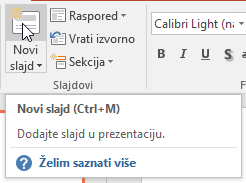 Novi slajd
Raspored
Vrati izvorno
Sekcija
Slajdovi
Calibri Light (na
B I U S
F
Novi slajd (Ctrl+M)
Dodajte slajd u prezentaciju.
? Želim saznati više